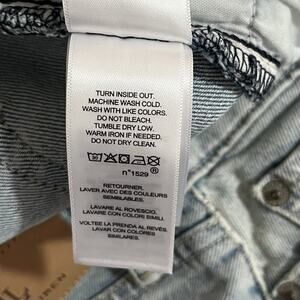 TURN INSIDE OUT.
MACHINE WASH COLD.
WASH WITH LIKE COLORS.
DO NOT BLEACH.
TUMBLE DRY LOW.
WARM IRON IF NEEDED.
DO NOT DRY CLEAN.
n°1529 ®
RETOURNER.
LAVER AVEC DES COULEURS
SEMBLABLES.
LAVARE AL ROVESCIO.
LAVARE CON COLORI SIMILI.
VOLTEE LA PRENDA AL REVES.
LAVAR CON COLORES
SIMILARES.